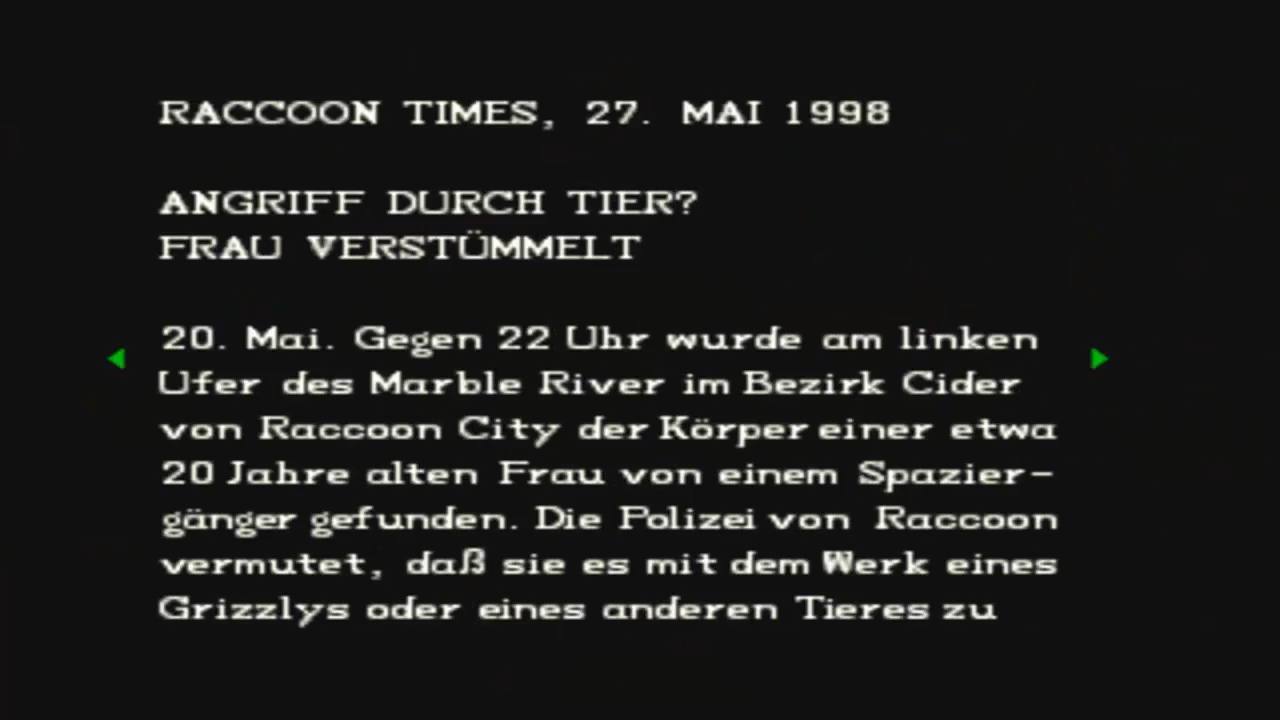 RACCOON TIMES, 27. MAI 1998
ANGRIFF DURCH TIER?
FRAU VERSTÜMMELT
20. Mai. Gegen 22 Uhr wurde am linken
Ufer des Marble River im Bezirk Cider
von Raccoon City der Körper einer etwa
20 Jahre alten Frau von einem Spazier-
gänger gefunden. Die Polizei von Raccoon
vermutet, daß sie es mit dem Werk eines
Grizzlys oder eines anderen Tieres zu